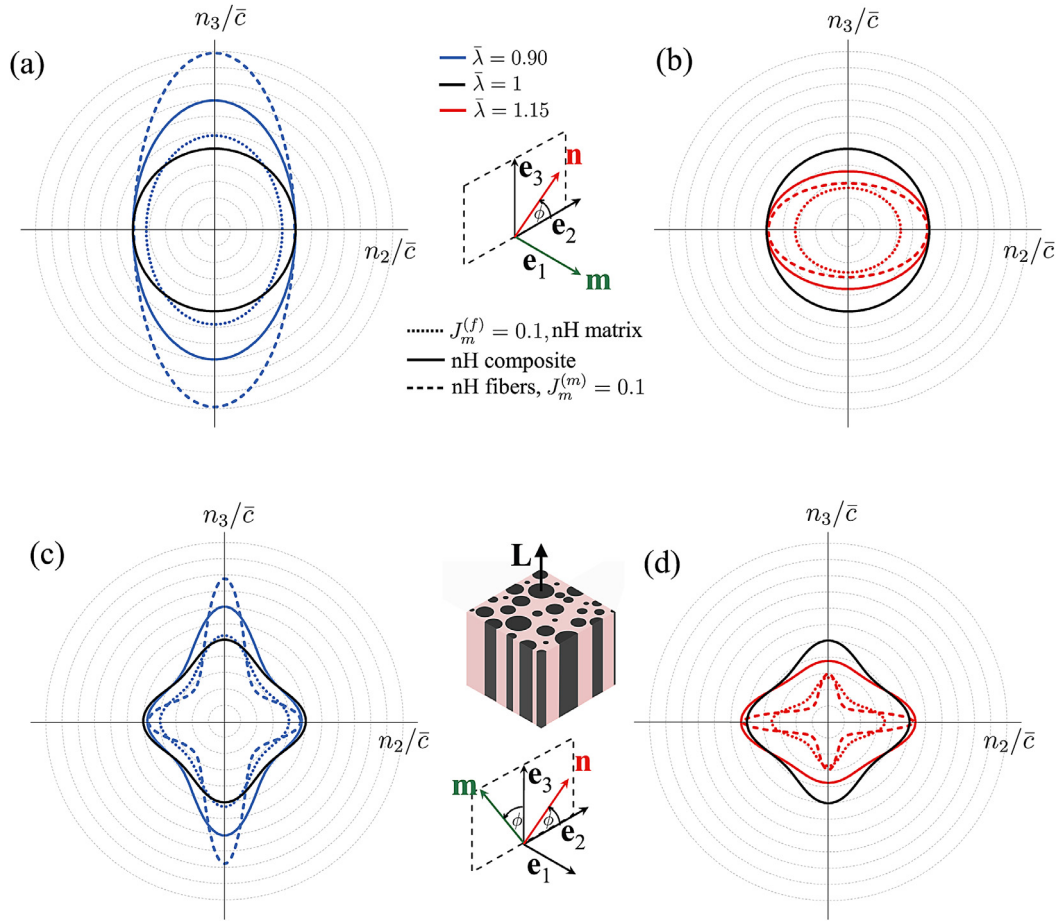 n₃/c̄
n₃/c̄
(a)
λ̄ = 0.90
λ̄ = 1
λ̄ = 1.15
(b)
e₃
n
ϕ
e₂
e₁
m
n₂/c̄
n₂/c̄
J_m^(f) = 0.1, nH matrix
nH composite
nH fibers, J_m^(m) = 0.1
n₃/c̄
n₃/c̄
(c)
L
(d)
n₂/c̄
n₂/c̄
m
e₃
n
ϕ
ϕ
e₂
e₁